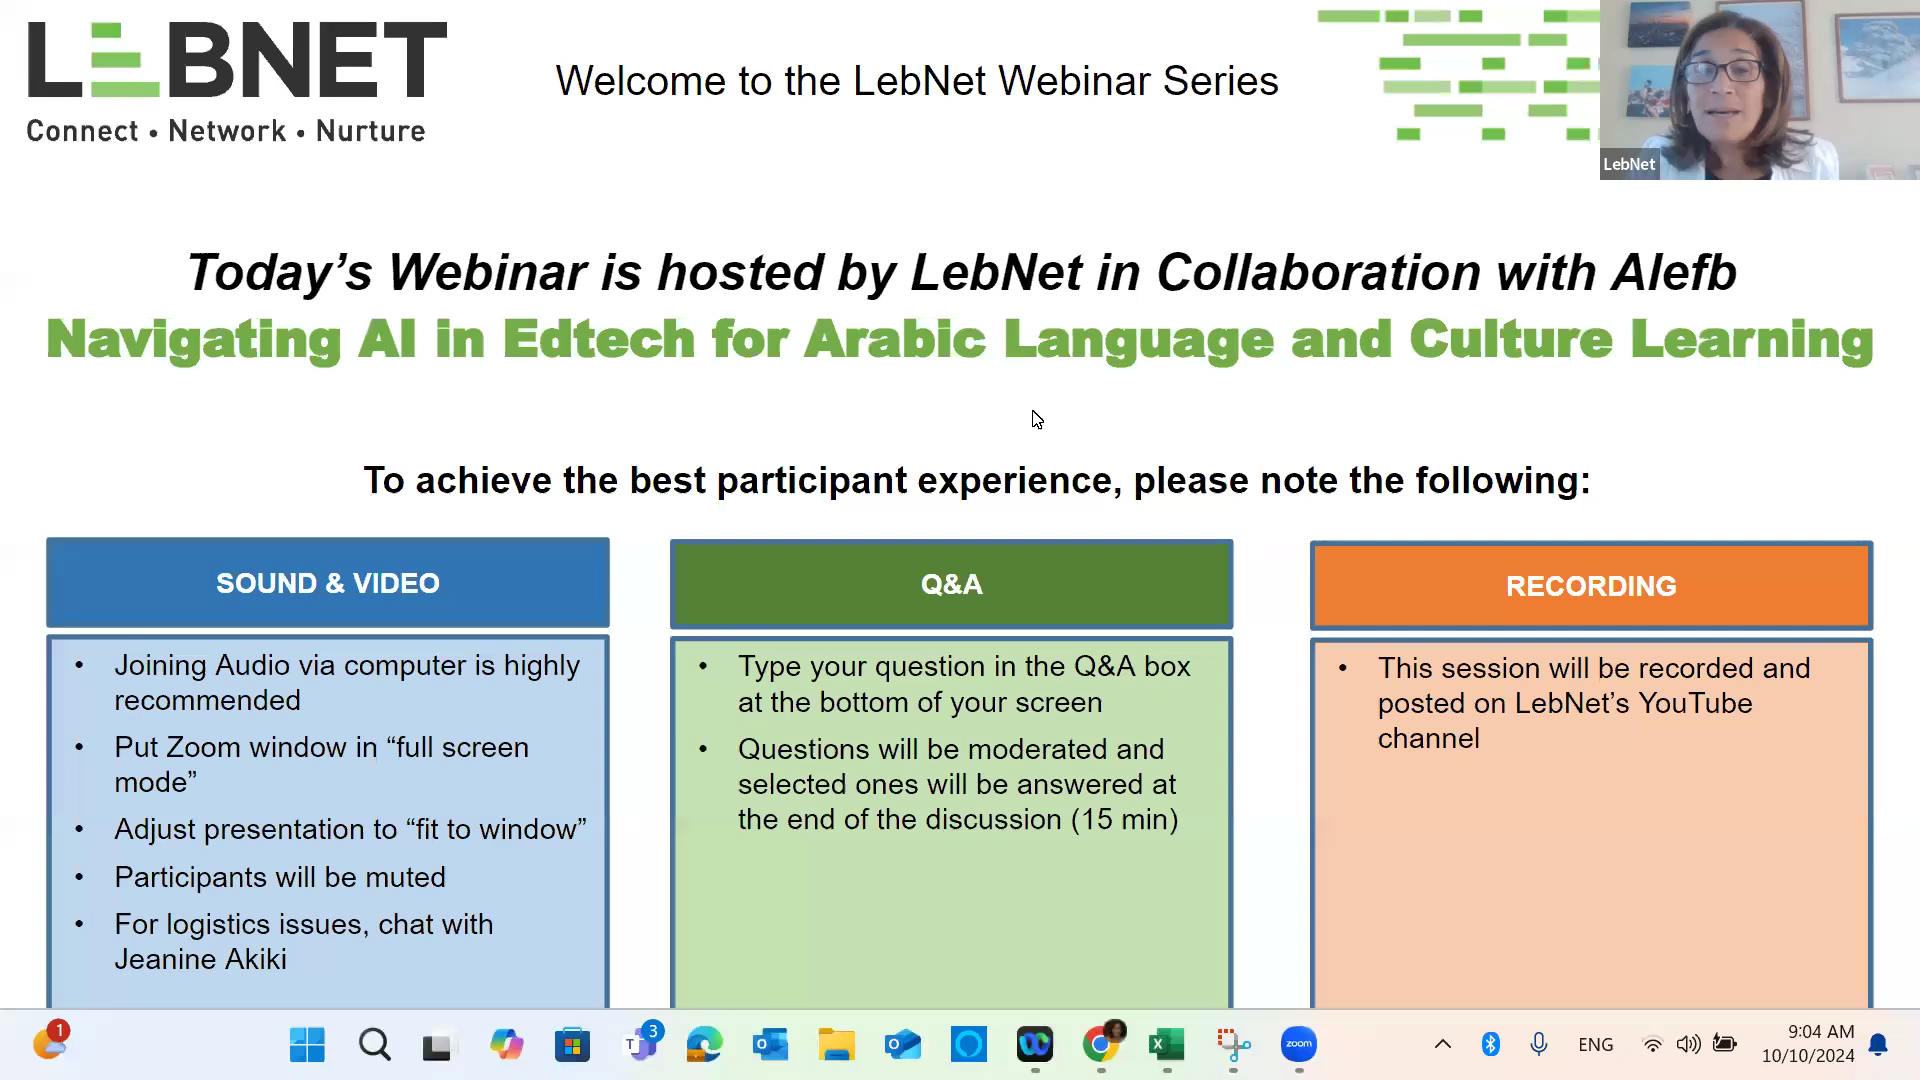 LEBNET
Connect • Network • Nurture
Welcome to the LebNet Webinar Series
LebNet
Today’s Webinar is hosted by LebNet in Collaboration with Alefb
Navigating AI in Edtech for Arabic Language and Culture Learning
To achieve the best participant experience, please note the following:
SOUND & VIDEO
• Joining Audio via computer is highly
recommended
• Put Zoom window in “full screen
mode”
• Adjust presentation to “fit to window”
• Participants will be muted
• For logistics issues, chat with
Jeanine Akiki
Q&A
• Type your question in the Q&A box
at the bottom of your screen
• Questions will be moderated and
selected ones will be answered at
the end of the discussion (15 min)
RECORDING
• This session will be recorded and
posted on LebNet’s YouTube
channel
1
3
zoom
ENG
9:04 AM
10/10/2024